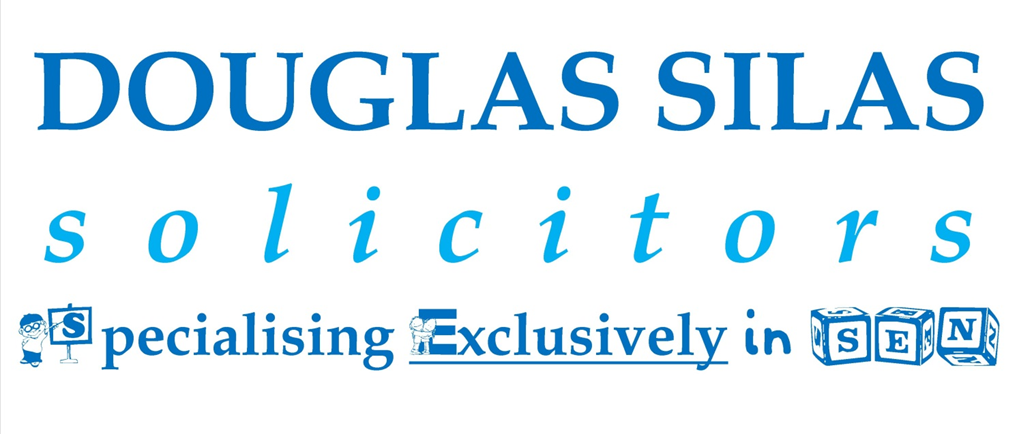 DOUGLAS SILAS
solicitors
Specialising Exclusively in SEN